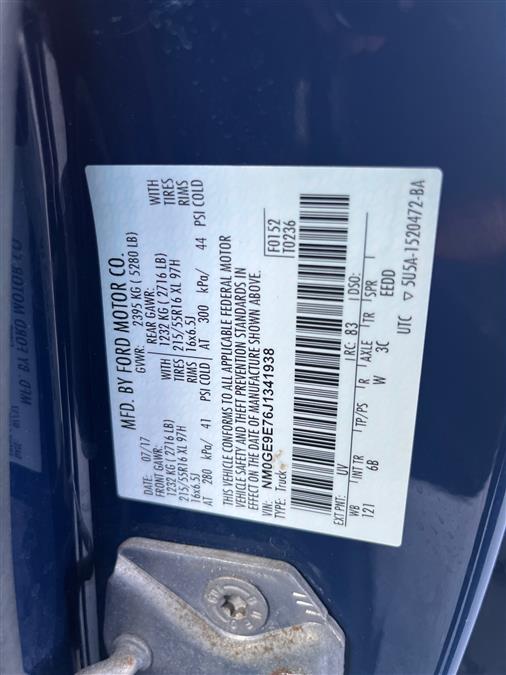 MFD. BY FORD MOTOR CO.
DATE: 07/17 GVWR: 2395 KG ( 5280 LB)
FRONT GAWR: REAR GAWR:
1232 KG ( 2716 LB) WITH 1232 KG ( 2716 LB) WITH
215/55R16 XL 97H TIRES 215/55R16 XL 97H TIRES
16x6.5J RIMS 16x6.5J RIMS
AT 280 kPa/ 41 PSI COLD AT 300 kPa/ 44 PSI COLD
THIS VEHICLE CONFORMS TO ALL APPLICABLE FEDERAL MOTOR
VEHICLE SAFETY AND THEFT PREVENTION STANDARDS IN
EFFECT ON THE DATE OF MANUFACTURE SHOWN ABOVE.
VIN: NM0GE9E76J1341938 F0152
TYPE: Truck T0236
EXT PNT: UV RC: B3 DSO:
WB INT TR TP/PS R AXLE TR SPR
121 6B W 3C EEDD
UTC ▽ 5U5A-1520472-BA